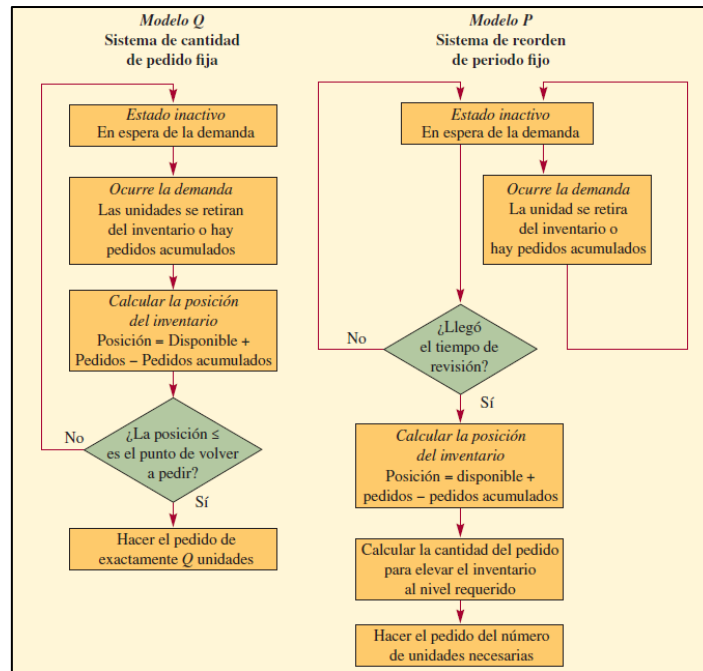 Modelo Q
Sistema de cantidad
de pedido fija
Estado inactivo
En espera de la demanda
Ocurre la demanda
Las unidades se retiran
del inventario o hay
pedidos acumulados
Calcular la posición
del inventario
Posición = Disponible +
Pedidos − Pedidos acumulados
No
¿La posición ≤
es el punto de volver
a pedir?
Sí
Hacer el pedido de
exactamente Q unidades
Modelo P
Sistema de reorden
de periodo fijo
Estado inactivo
En espera de la demanda
Ocurre la demanda
La unidad se retira
del inventario o
hay pedidos acumulados
No
¿Llegó
el tiempo de
revisión?
Sí
Calcular la posición
del inventario
Posición = disponible +
pedidos − pedidos acumulados
Calcular la cantidad del pedido
para elevar el inventario
al nivel requerido
Hacer el pedido del número
de unidades necesarias